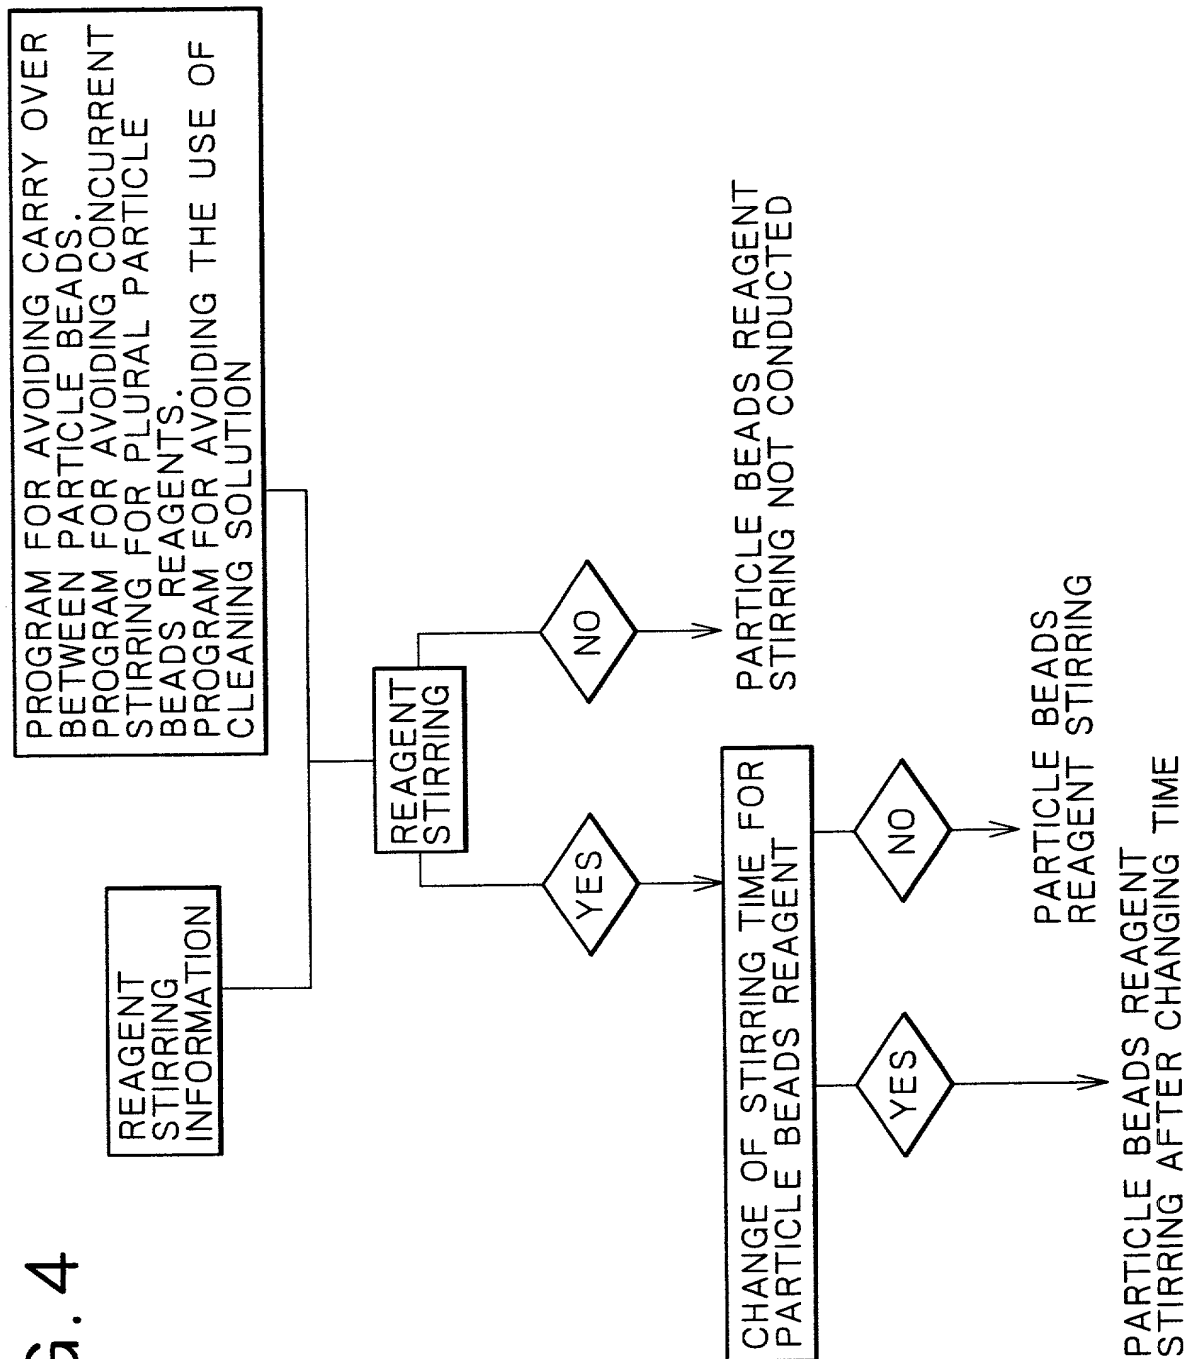 G. 4
REAGENT
STIRRING
INFORMATION
PROGRAM FOR AVOIDING CARRY OVER
BETWEEN PARTICLE BEADS.
PROGRAM FOR AVOIDING CONCURRENT
STIRRING FOR PLURAL PARTICLE
BEADS REAGENTS.
PROGRAM FOR AVOIDING THE USE OF
CLEANING SOLUTION
REAGENT
STIRRING
YES
NO
CHANGE OF STIRRING TIME FOR
PARTICLE BEADS REAGENT
PARTICLE BEADS REAGENT
STIRRING NOT CONDUCTED
YES
NO
PARTICLE BEADS
REAGENT STIRRING
PARTICLE BEADS REAGENT
STIRRING AFTER CHANGING TIME